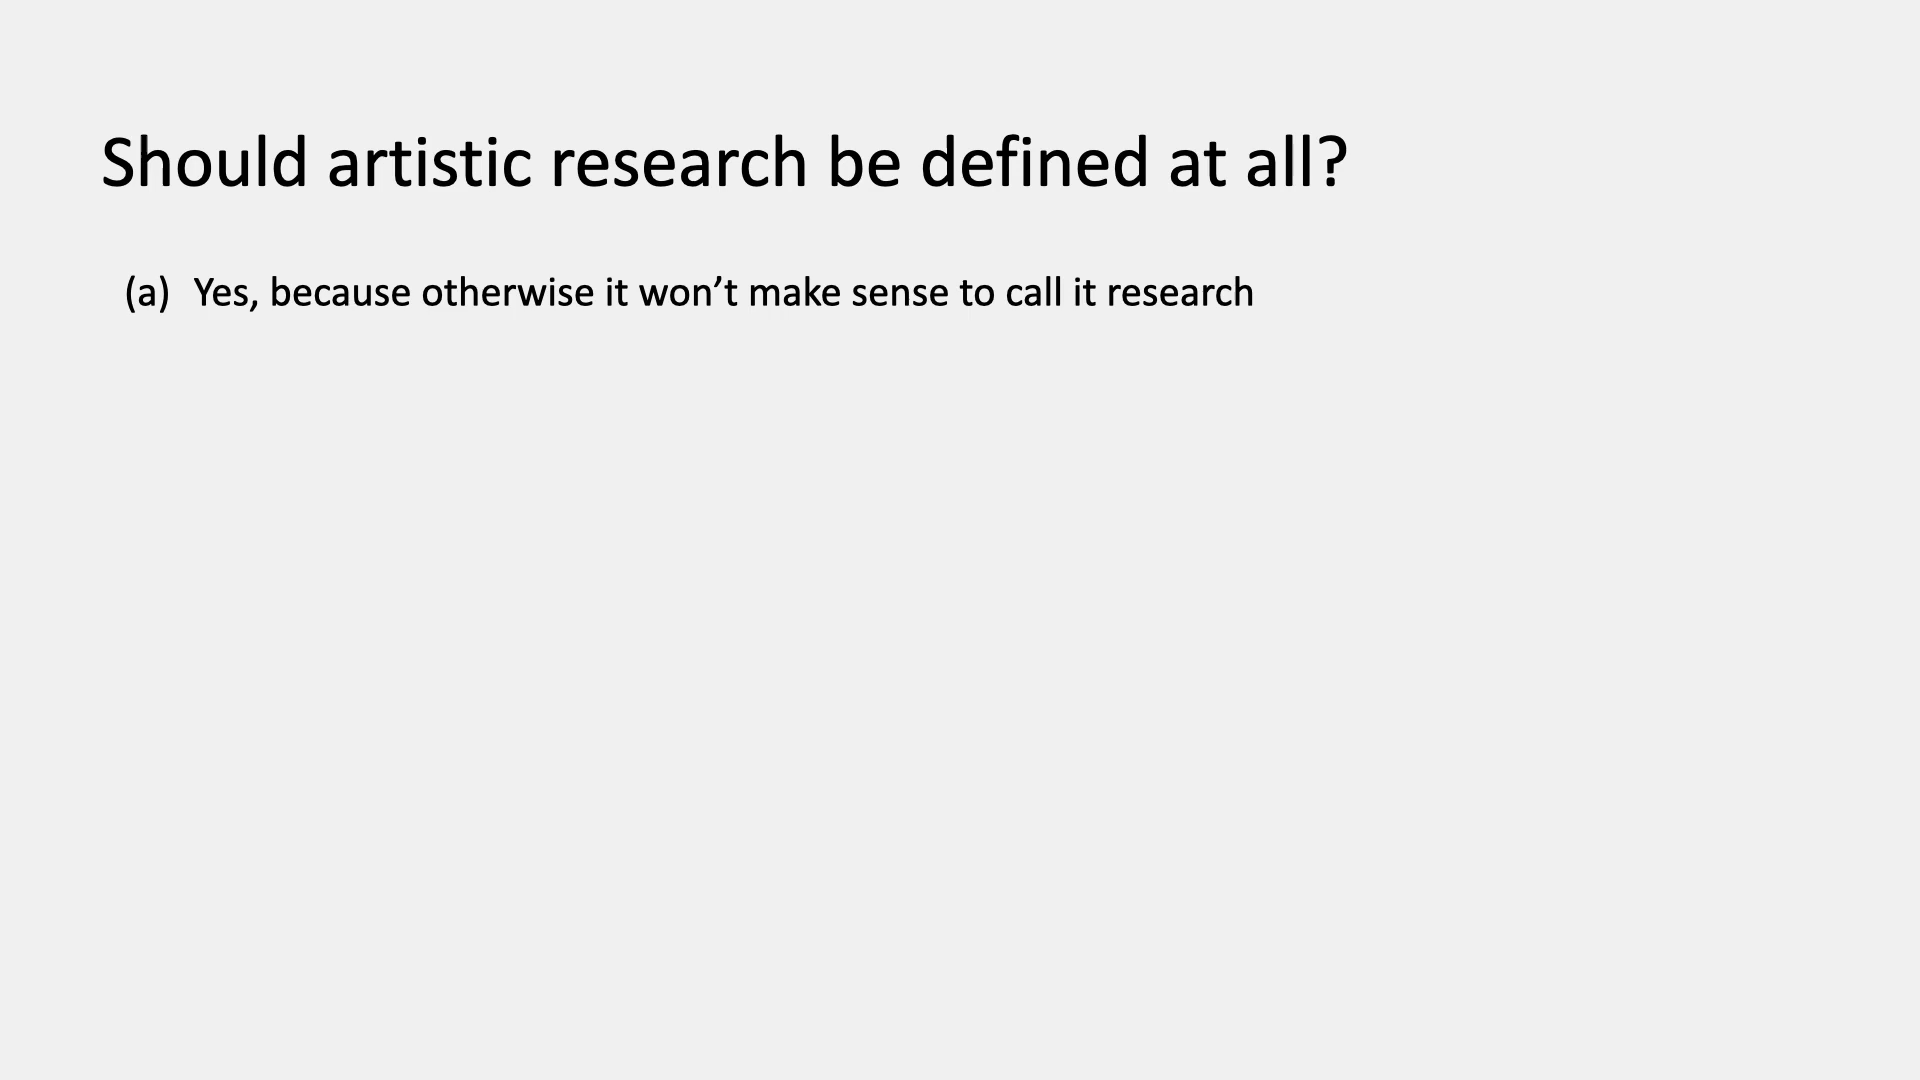 Should artistic research be defined at all?
(a) Yes, because otherwise it won’t make sense to call it research